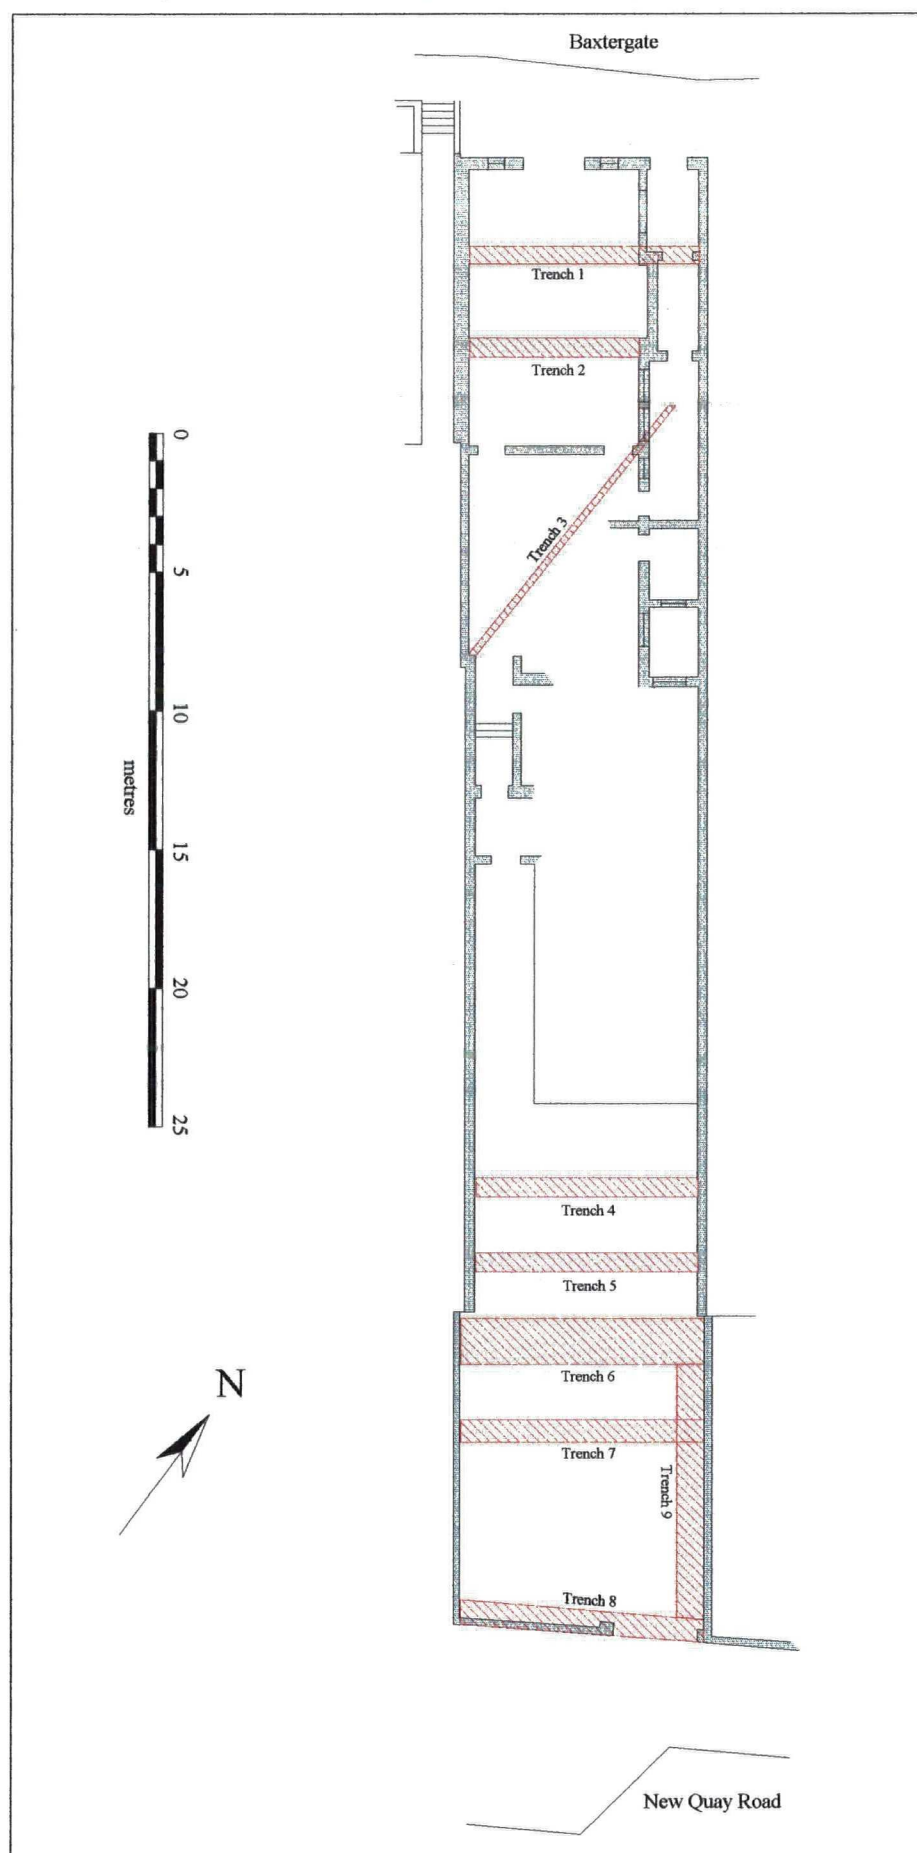 Baxtergate
Trench 1
Trench 2
Trench 3
0
5
10
15
20
25
metres
Trench 4
Trench 5
N
Trench 6
Trench 7
Trench 9
Trench 8
New Quay Road